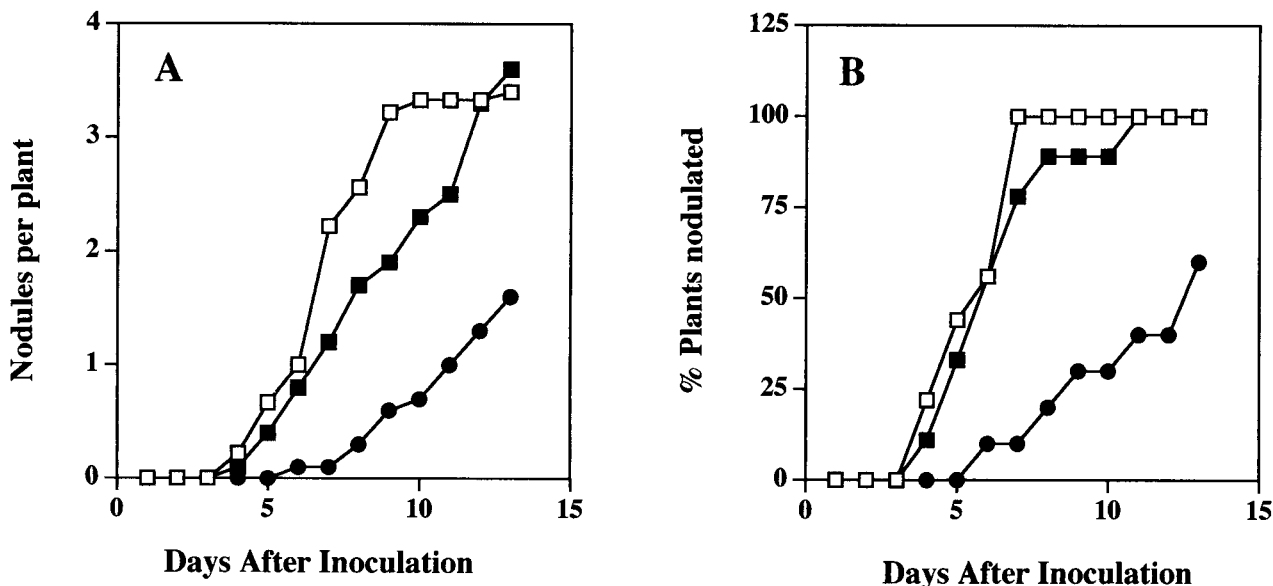 A
Nodules per plant
4
3
2
1
0
0 5 10 15
Days After Inoculation
B
% Plants nodulated
125
100
75
50
25
0
0 5 10 15
Days After Inoculation